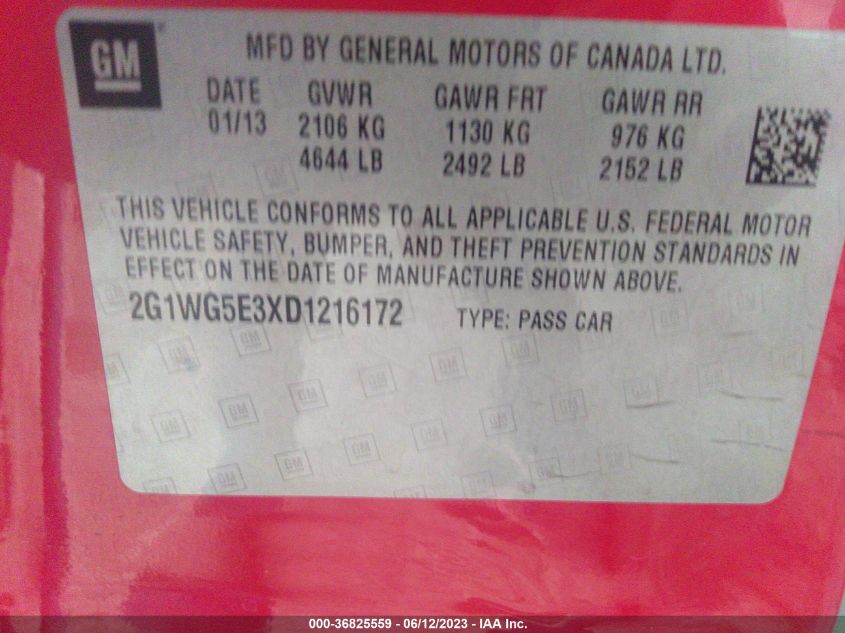 GM MFD BY GENERAL MOTORS OF CANADA LTD.
DATE GVWR GAWR FRT GAWR RR
01/13 2106 KG 1130 KG 976 KG
4644 LB 2492 LB 2152 LB
THIS VEHICLE CONFORMS TO ALL APPLICABLE U.S. FEDERAL MOTOR
VEHICLE SAFETY, BUMPER, AND THEFT PREVENTION STANDARDS IN
EFFECT ON THE DATE OF MANUFACTURE SHOWN ABOVE.
2G1WG5E3XD1216172 TYPE: PASS CAR
000-36825559 - 06/12/2023 - IAA Inc.